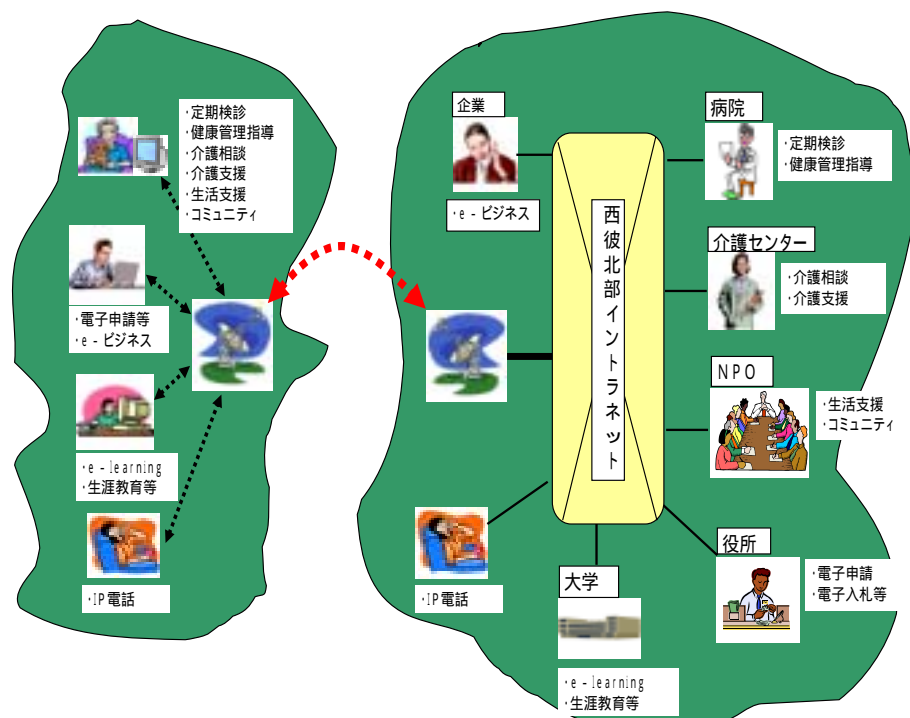 ・定期検診
・健康管理指導
・介護相談
・介護支援
・生活支援
・コミュニティ
・電子申請等
・e-ビジネス
・e-learning
・生涯教育等
・IP電話
企業
・e-ビジネス
西彼北部イントラネット
病院
・定期検診
・健康管理指導
介護センター
・介護相談
・介護支援
NPO
・生活支援
・コミュニティ
役所
・電子申請
・電子入札等
・IP電話
大学
・e-learning
・生涯教育等